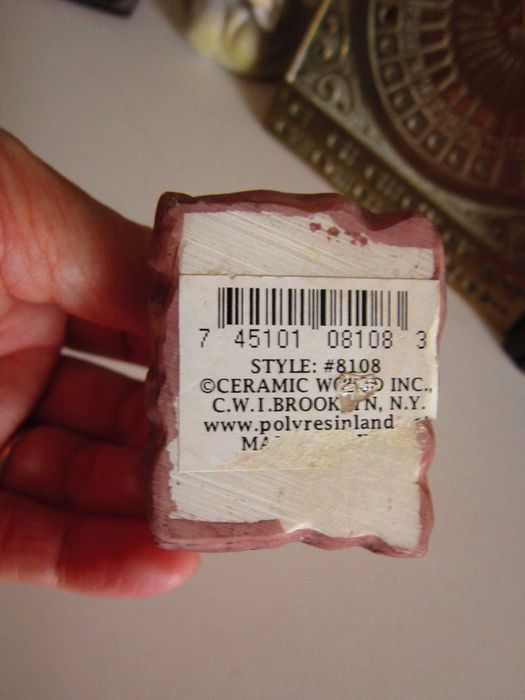 7 45101 08108 3
STYLE: #8108
©CERAMIC INC.,
C.W.I. N.Y.
www.polyresinland